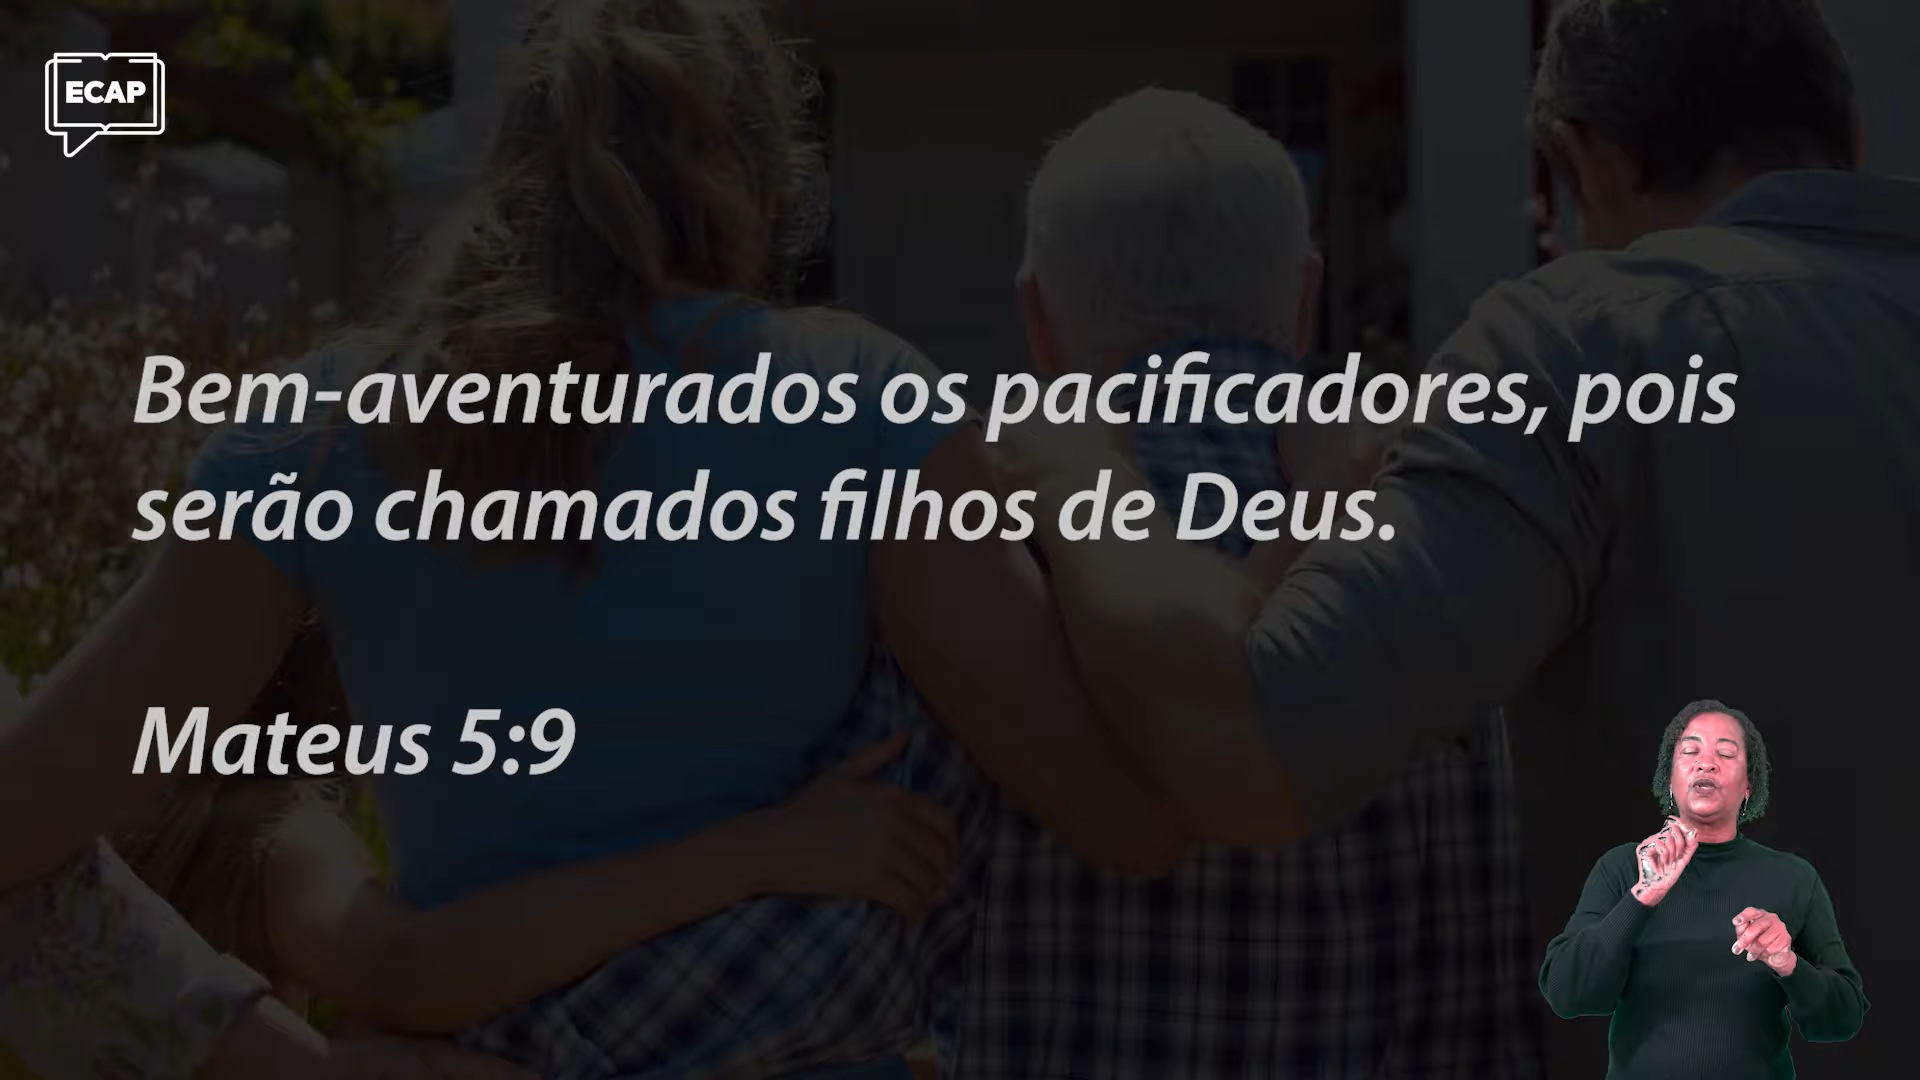 ECAP
Bem-aventurados os pacificadores, pois
serão chamados filhos de Deus.
Mateus 5:9